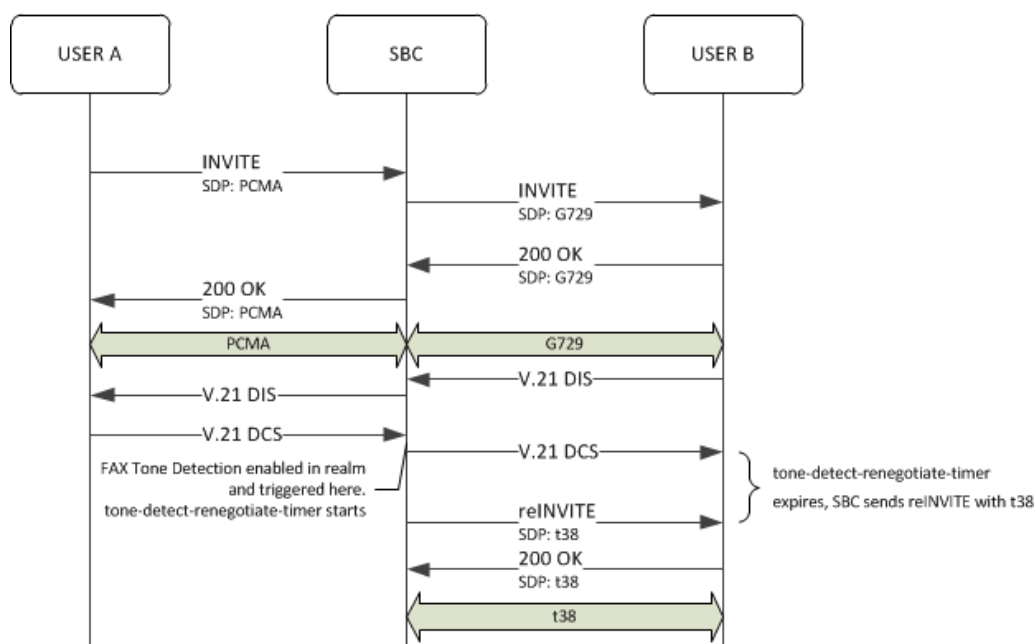 USER A
SBC
USER B
INVITE
SDP: PCMA
INVITE
SDP: G729
200 OK
SDP: G729
200 OK
SDP: PCMA
PCMA
G729
V.21 DIS
V.21 DIS
V.21 DCS
V.21 DCS
FAX Tone Detection enabled in realm
and triggered here.
tone-detect-renegotiate-timer starts
tone-detect-renegotiate-timer
expires, SBC sends reINVITE with t38
reINVITE
SDP: t38
200 OK
SDP: t38
t38